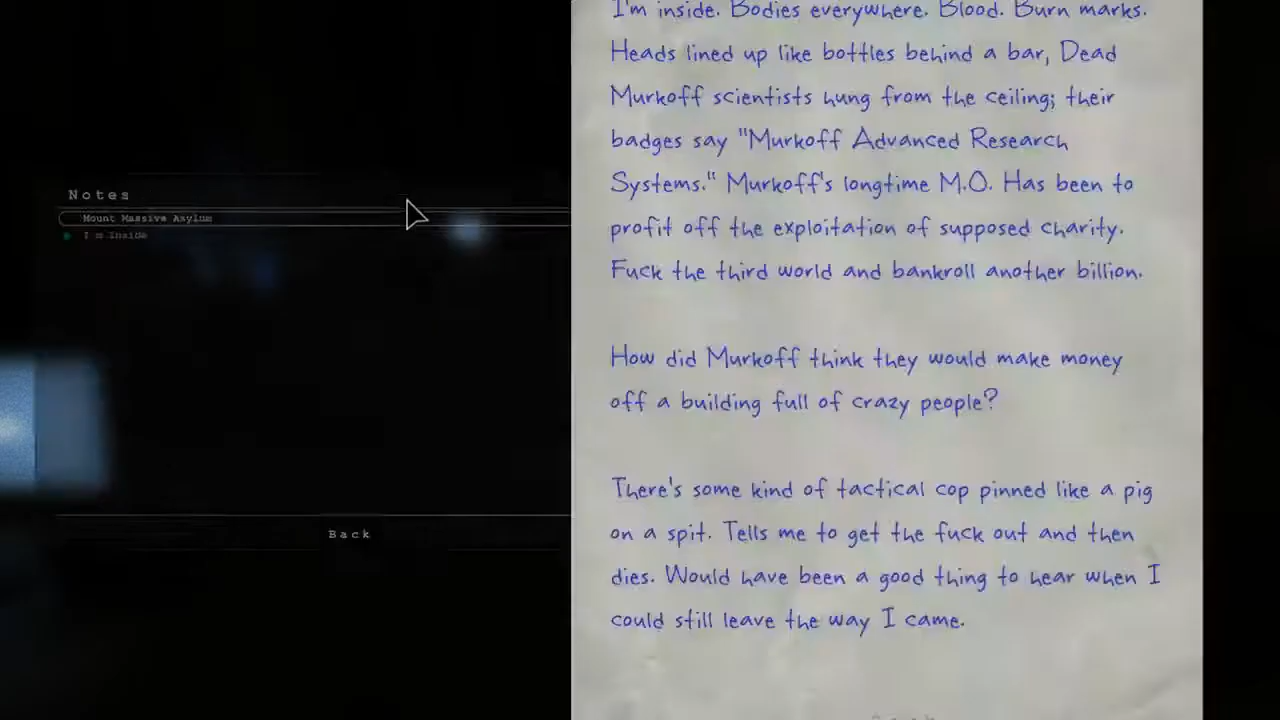 Notes
Mount Massive Asylum
I'm Inside
Back
I'm inside. Bodies everywhere. Blood. Burn marks.
Heads lined up like bottles behind a bar, Dead
Murkoff scientists hung from the ceiling; their
badges say "Murkoff Advanced Research
Systems." Murkoff's longtime M.O. Has been to
profit off the exploitation of supposed charity.
Fuck the third world and bankroll another billion.
How did Murkoff think they would make money
off a building full of crazy people?
There's some kind of tactical cop pinned like a pig
on a spit. Tells me to get the fuck out and then
dies. Would have been a good thing to hear when I
could still leave the way I came.